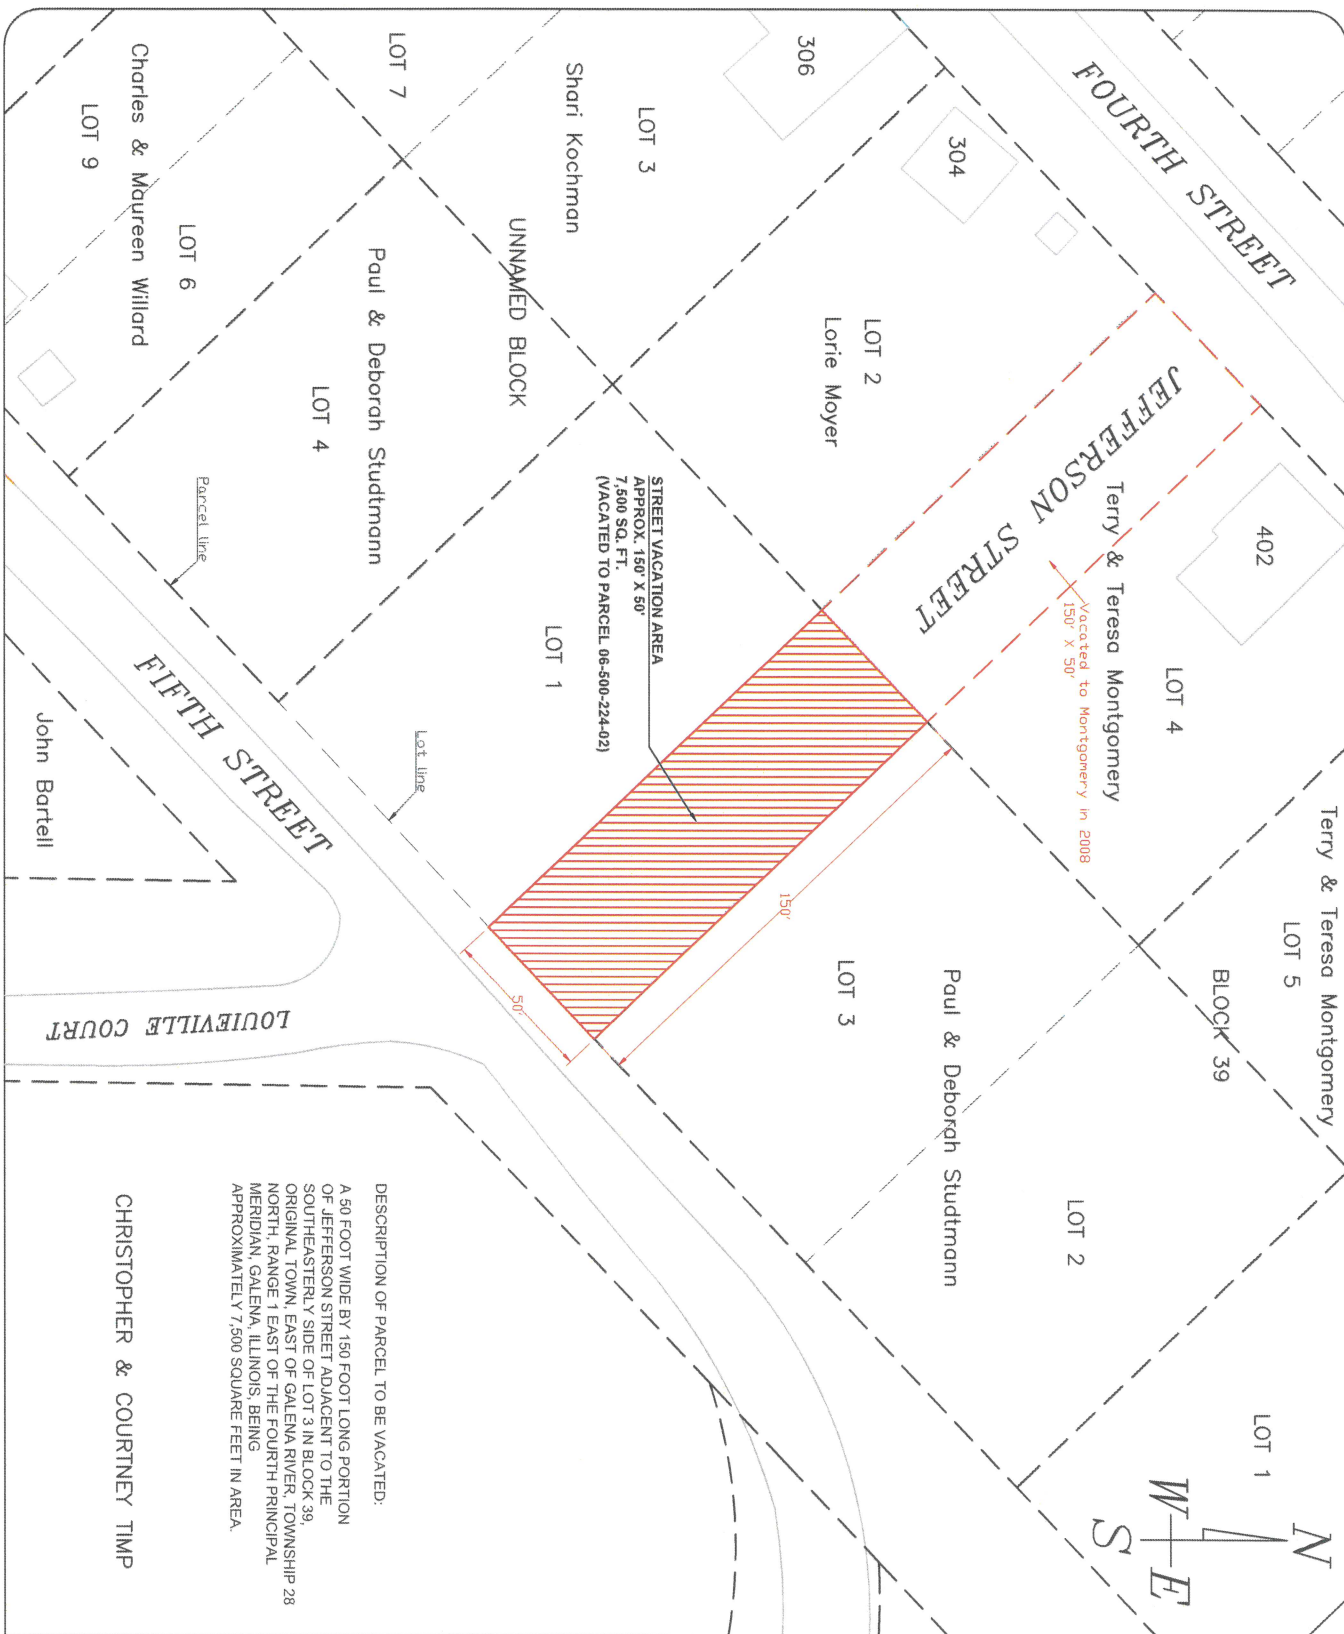 FOURTH STREET
306
304
402
LOT 7
LOT 3
Shari Kochman
Charles & Maureen Willard
LOT 9
LOT 6
UNNAMED BLOCK
Paul & Deborah Studtmann
LOT 4
LOT 2
Lorie Moyer
JEFFERSON STREET
Terry & Teresa Montgomery
LOT 4
Vacated to Montgomery in 2008
150' X 50'
Terry & Teresa Montgomery
LOT 5
BLOCK 39
STREET VACATION AREA
APPROX. 150' X 50'
7,500 SQ. FT.
(VACATED TO PARCEL 06-500-224-02)
LOT 1
Parcel line
Lot line
FIFTH STREET
John Bartell
150'
50'
LOT 3
Paul & Deborah Studtmann
LOT 2
LOT 1
LOUIEVILLE COURT
N
W E
S
DESCRIPTION OF PARCEL TO BE VACATED:
A 50 FOOT WIDE BY 150 FOOT LONG PORTION
OF JEFFERSON STREET ADJACENT TO THE
SOUTHEASTERLY SIDE OF LOT 3 IN BLOCK 39,
ORIGINAL TOWN, EAST OF GALENA RIVER, TOWNSHIP 28
NORTH, RANGE 1 EAST OF THE FOURTH PRINCIPAL
MERIDIAN, GALENA, ILLINOIS, BEING
APPROXIMATELY 7,500 SQUARE FEET IN AREA.
CHRISTOPHER & COURTNEY TIMP